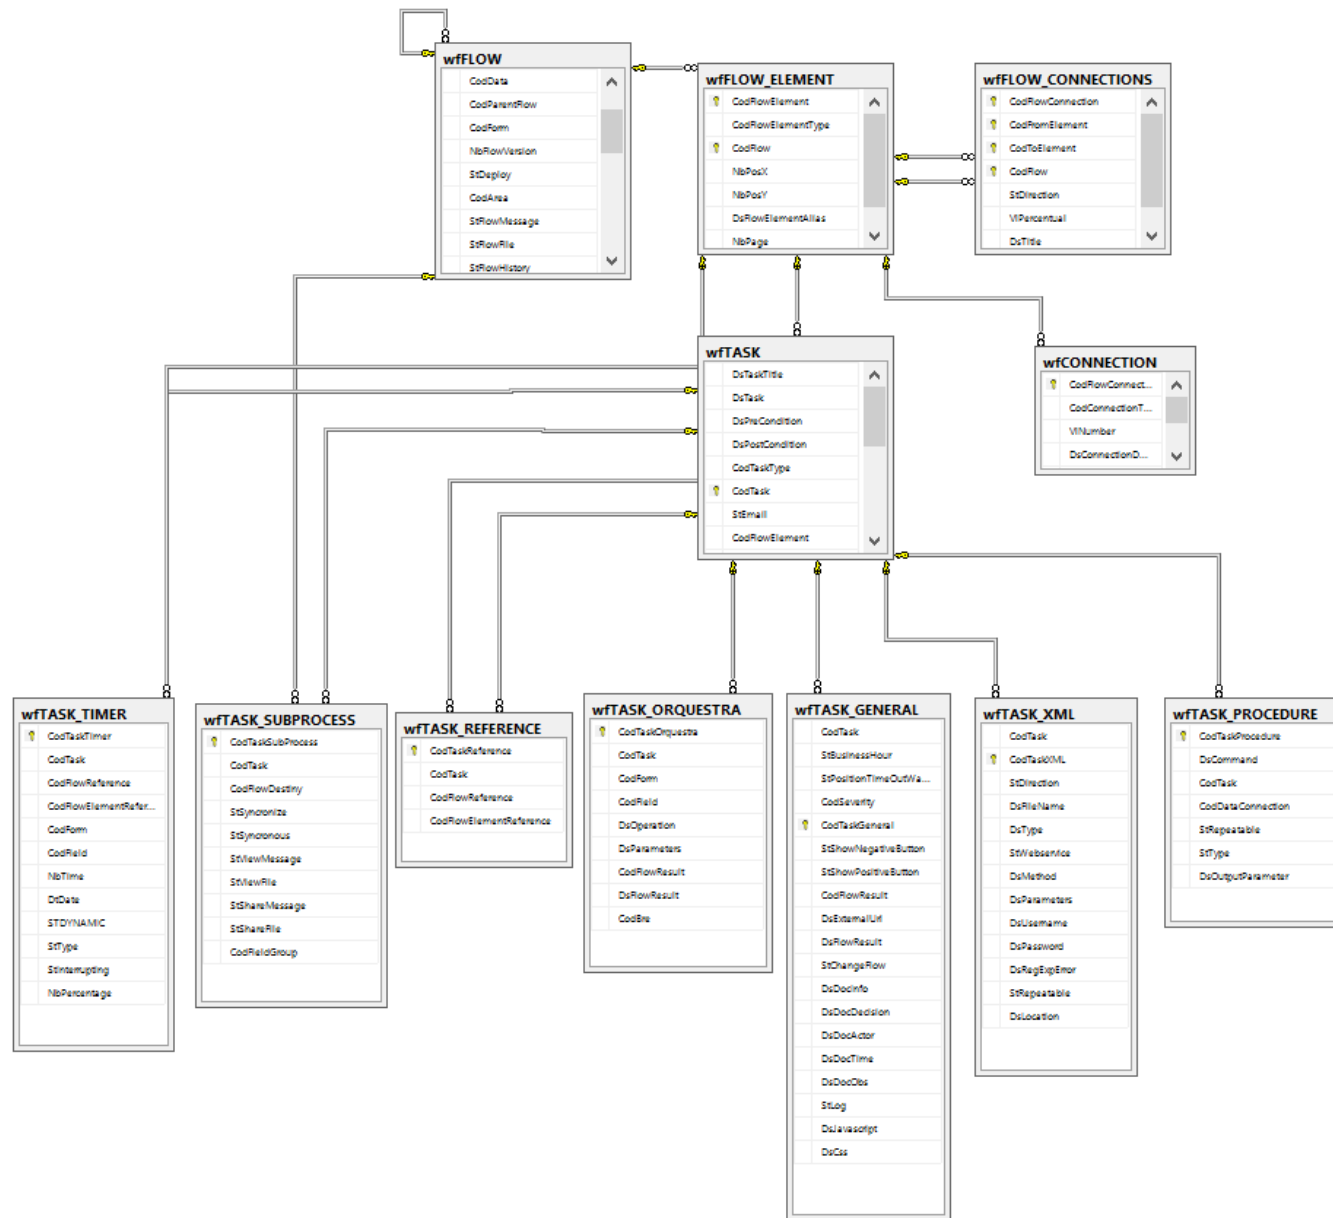 wfFLOW
CodData
CodParentFlow
CodForm
NbFlowVersion
StDeploy
CodArea
StFlowMessage
StFlowFile
StFlowHistory
wfFLOW_ELEMENT
CodFlowElement
CodFlowElementType
CodFlow
NbPosX
NbPosY
DsFlowElementAlias
NbPage
wfFLOW_CONNECTIONS
CodFlowConnection
CodFromElement
CodToElement
CodFlow
StDirection
VlPercentual
DsTitle
wfTASK
DsTaskTitle
DsTask
DsPreCondition
DsPostCondition
CodTaskType
CodTask
StEmail
CodFlowElement
wfCONNECTION
CodFlowConnect...
CodConnectionT...
VlNumber
DsConnectionD...
wfTASK_TIMER
CodTaskTimer
CodTask
CodFlowReference
CodFlowElementRefer...
CodForm
CodField
NbTime
DtDate
STDYNAMIC
StType
StInterrupting
NbPercentage
wfTASK_SUBPROCESS
CodTaskSubProcess
CodTask
CodFlowDestiny
StSyncronize
StSyncronous
StViewMessage
StViewFile
StShareMessage
StShareFile
CodFieldGroup
wfTASK_REFERENCE
CodTaskReference
CodTask
CodFlowReference
CodFlowElementReference
wfTASK_ORQUESTRA
CodTaskOrquestra
CodTask
CodForm
CodField
DsOperation
DsParameters
CodFlowResult
DsFlowResult
CodBre
wfTASK_GENERAL
CodTask
StBusinessHour
StPositionTimeOutWa...
CodSeverity
CodTaskGeneral
StShowNegativeButton
StShowPositiveButton
CodFlowResult
DsExternalUrl
DsFlowResult
StChangeFlow
DsDocInfo
DsDocDecision
DsDocActor
DsDocTime
DsDocObs
StLog
DsJavascript
DsCss
wfTASK_XML
CodTask
CodTaskXML
StDirection
DsFileName
DsType
StWebservice
DsMethod
DsParameters
DsUsername
DsPassword
DsRegExpError
StRepeatable
DsLocation
wfTASK_PROCEDURE
CodTaskProcedure
DsCommand
CodTask
CodDataConnection
StRepeatable
StType
DsOutputParameter